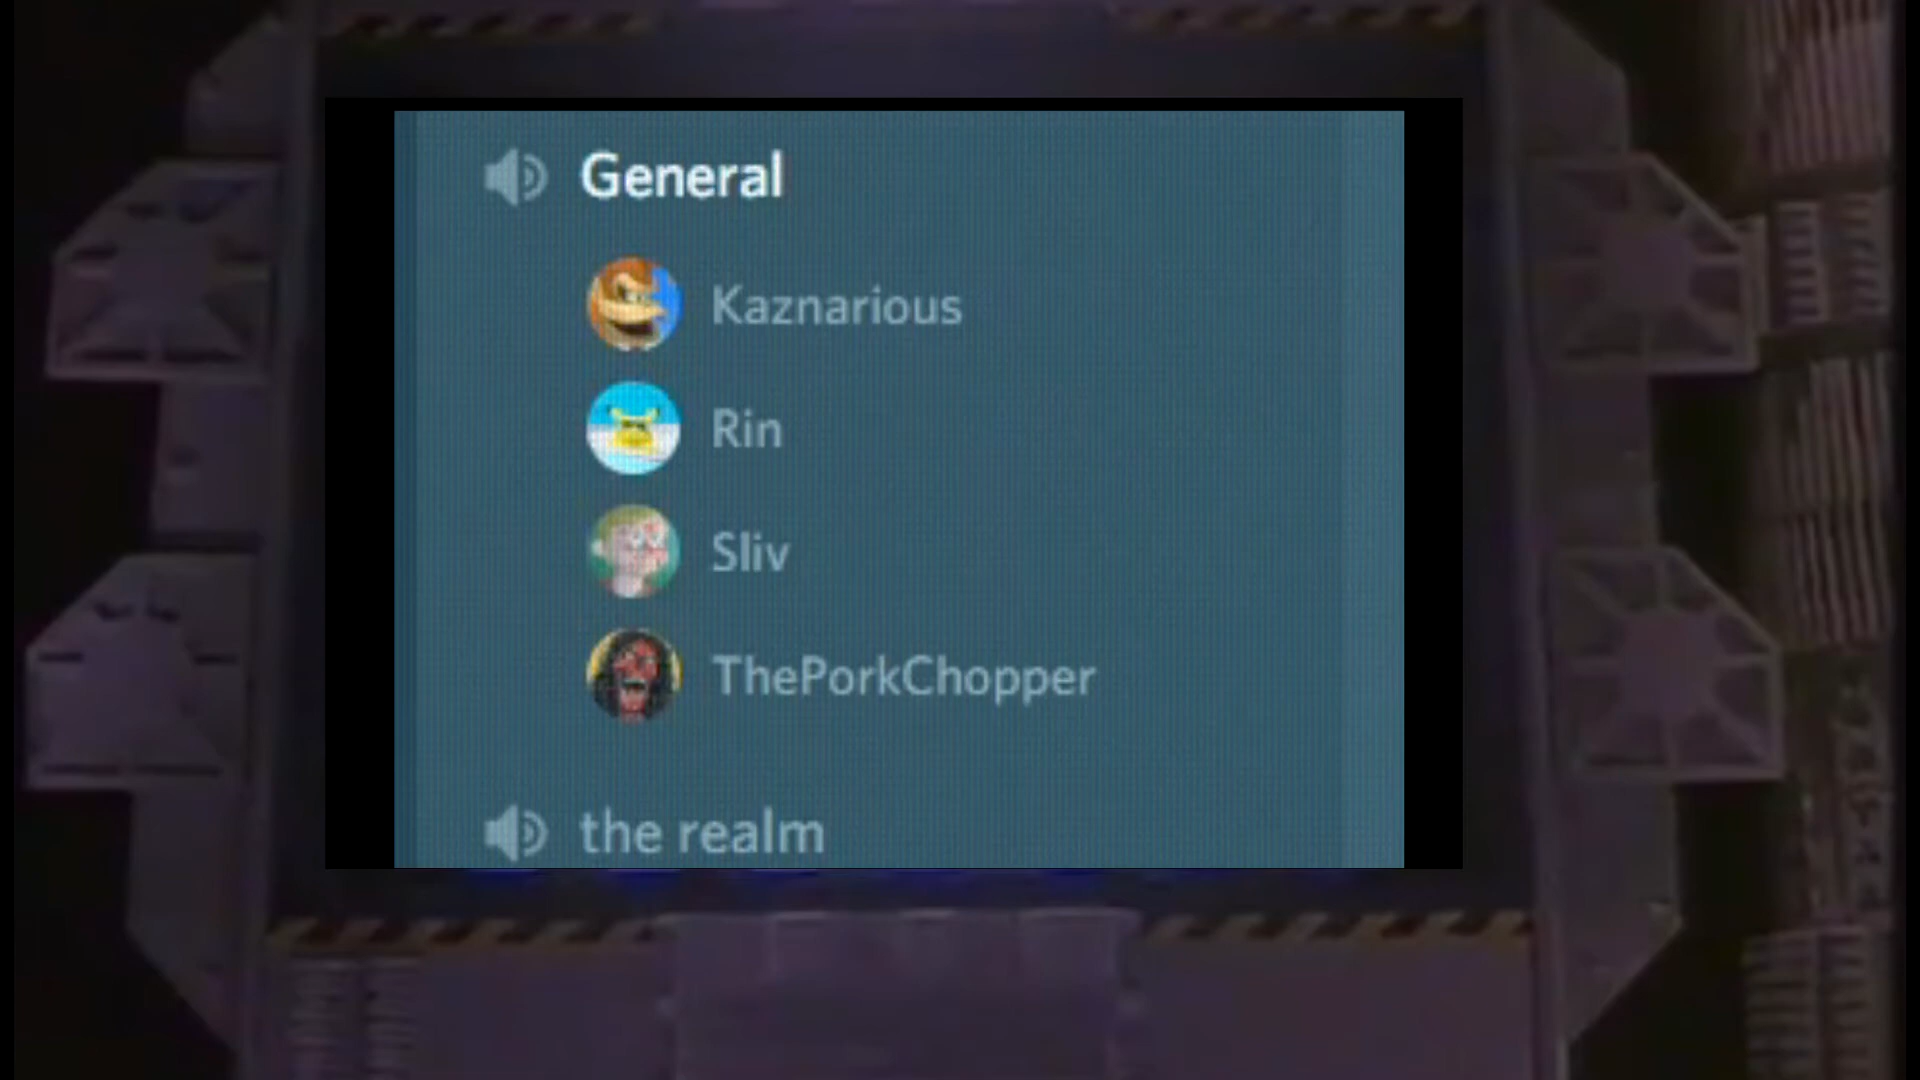 General
Kaznarious
Rin
Sliv
ThePorkChopper
the realm